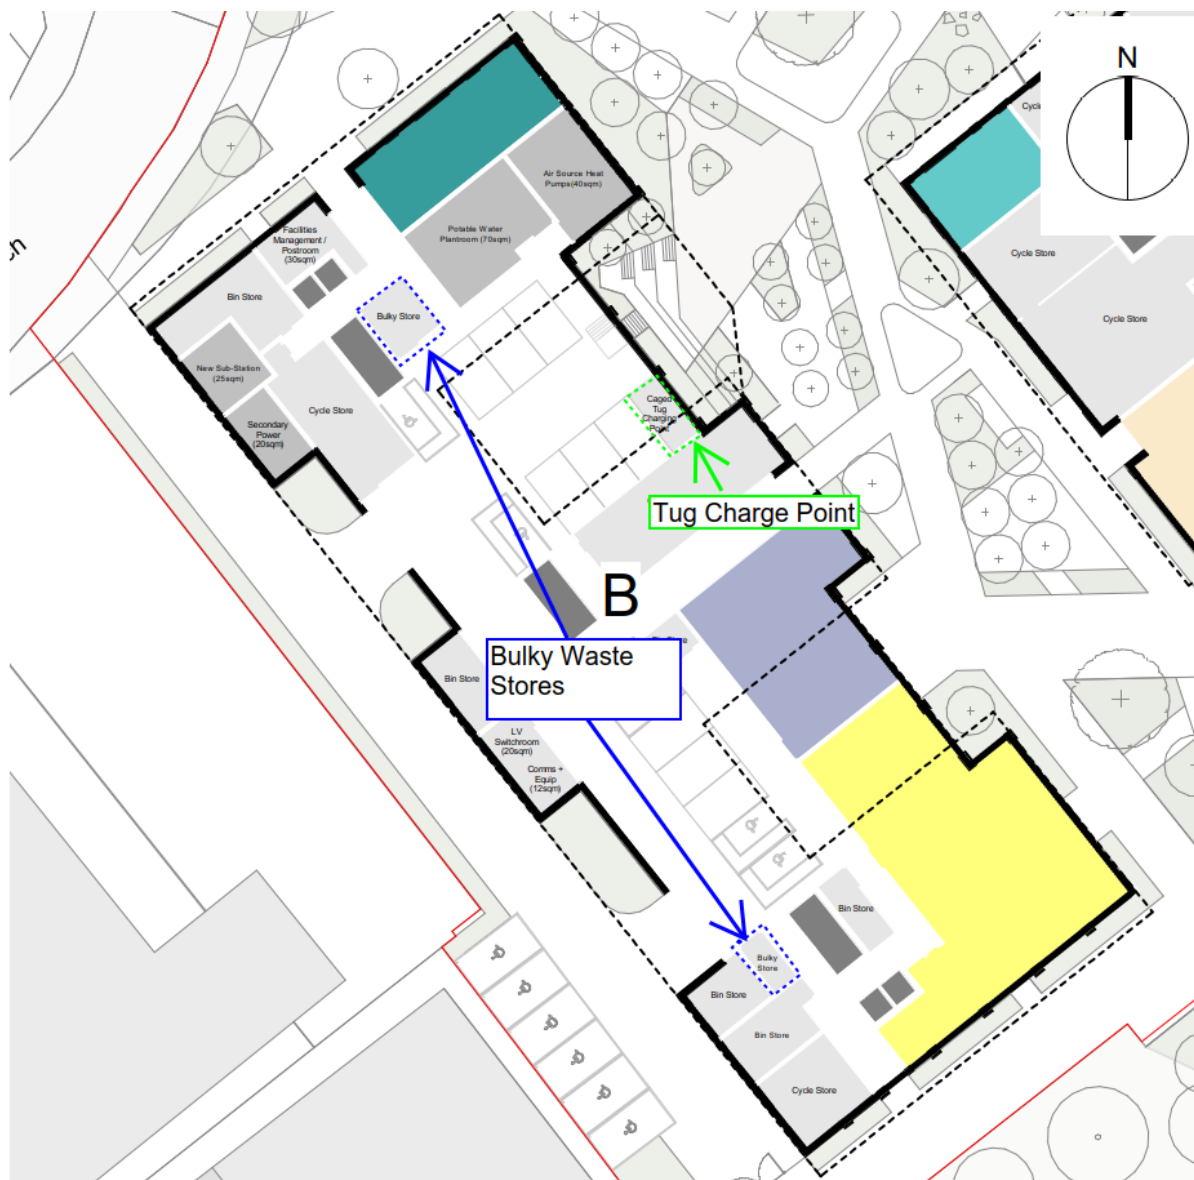 N
Cycle Store
Cycle Store
Air Source Heat
Pumps(40sqm)
Potable Water
Plantroom (70sqm)
Facilities
Management /
Postroom
(30sqm)
Bin Store
Bulky Store
New Sub-Station
(25sqm)
Cycle Store
Secondary
Power
(20sqm)
Caged
Tug
Charging
Point
Tug Charge Point
B
Bulky Waste
Stores
Bin Store
LV
Switchroom
(20sqm)
Comms +
Equip
(12sqm)
Bin Store
Bulky
Store
Bin Store
Bin Store
Cycle Store